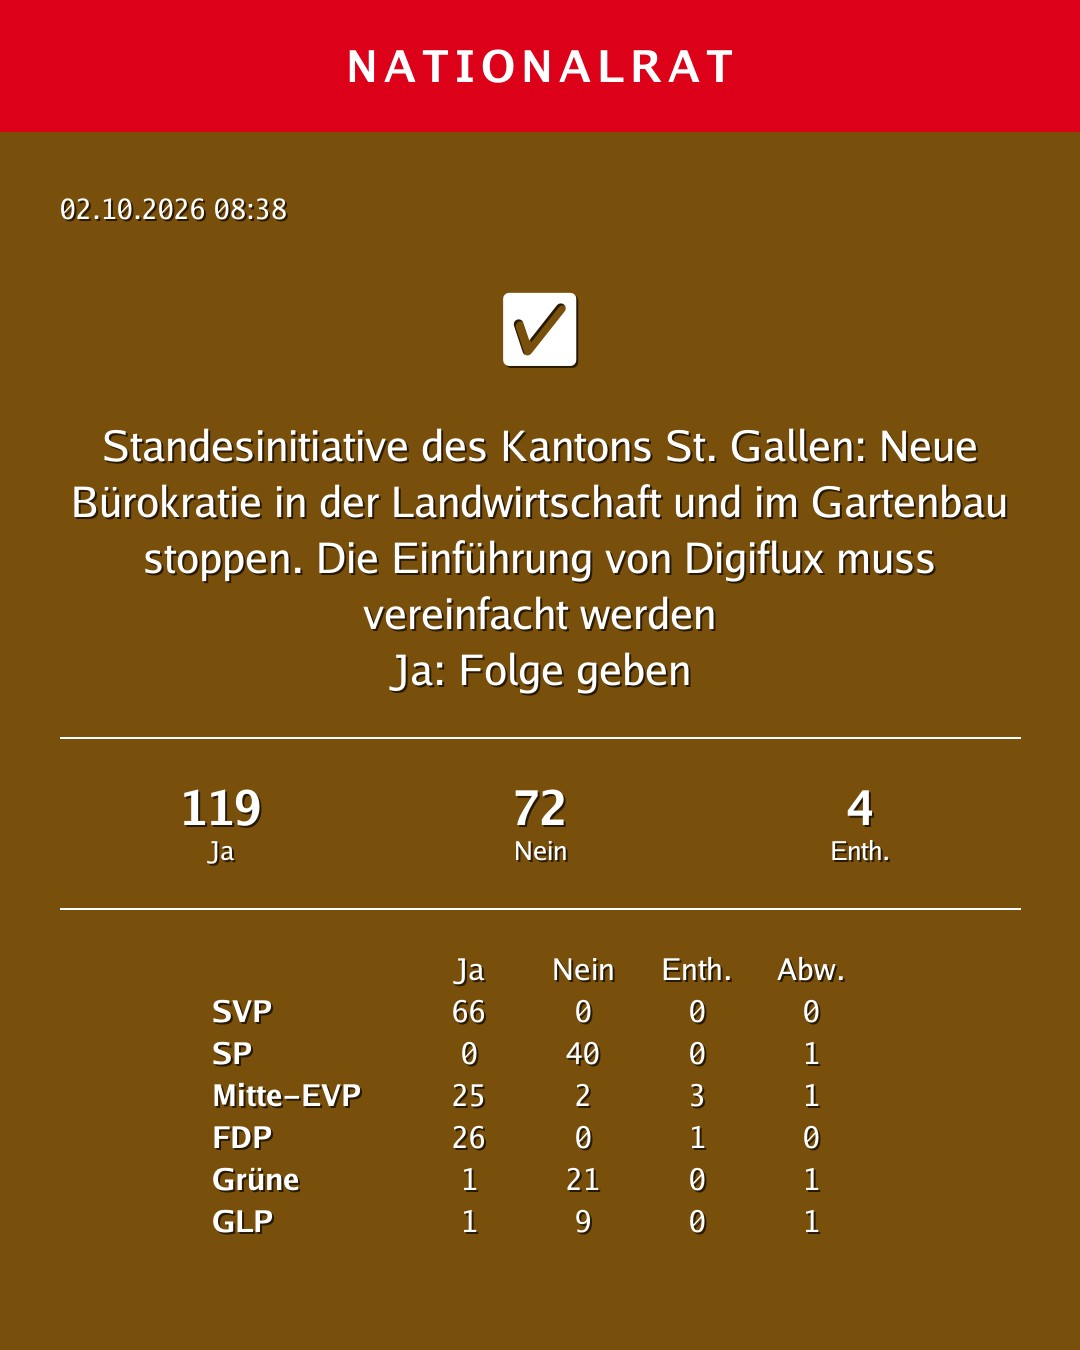 NATIONALRAT
02.10.2026 08:38
Standesinitiative des Kantons St. Gallen: Neue
Bürokratie in der Landwirtschaft und im Gartenbau
stoppen. Die Einführung von Digiflux muss
vereinfacht werden
Ja: Folge geben
119 72 4
Ja Nein Enth.
Ja Nein Enth. Abw.
SVP 66 0 0 0
SP 0 40 0 1
Mitte-EVP 25 2 3 1
FDP 26 0 1 0
Grüne 1 21 0 1
GLP 1 9 0 1